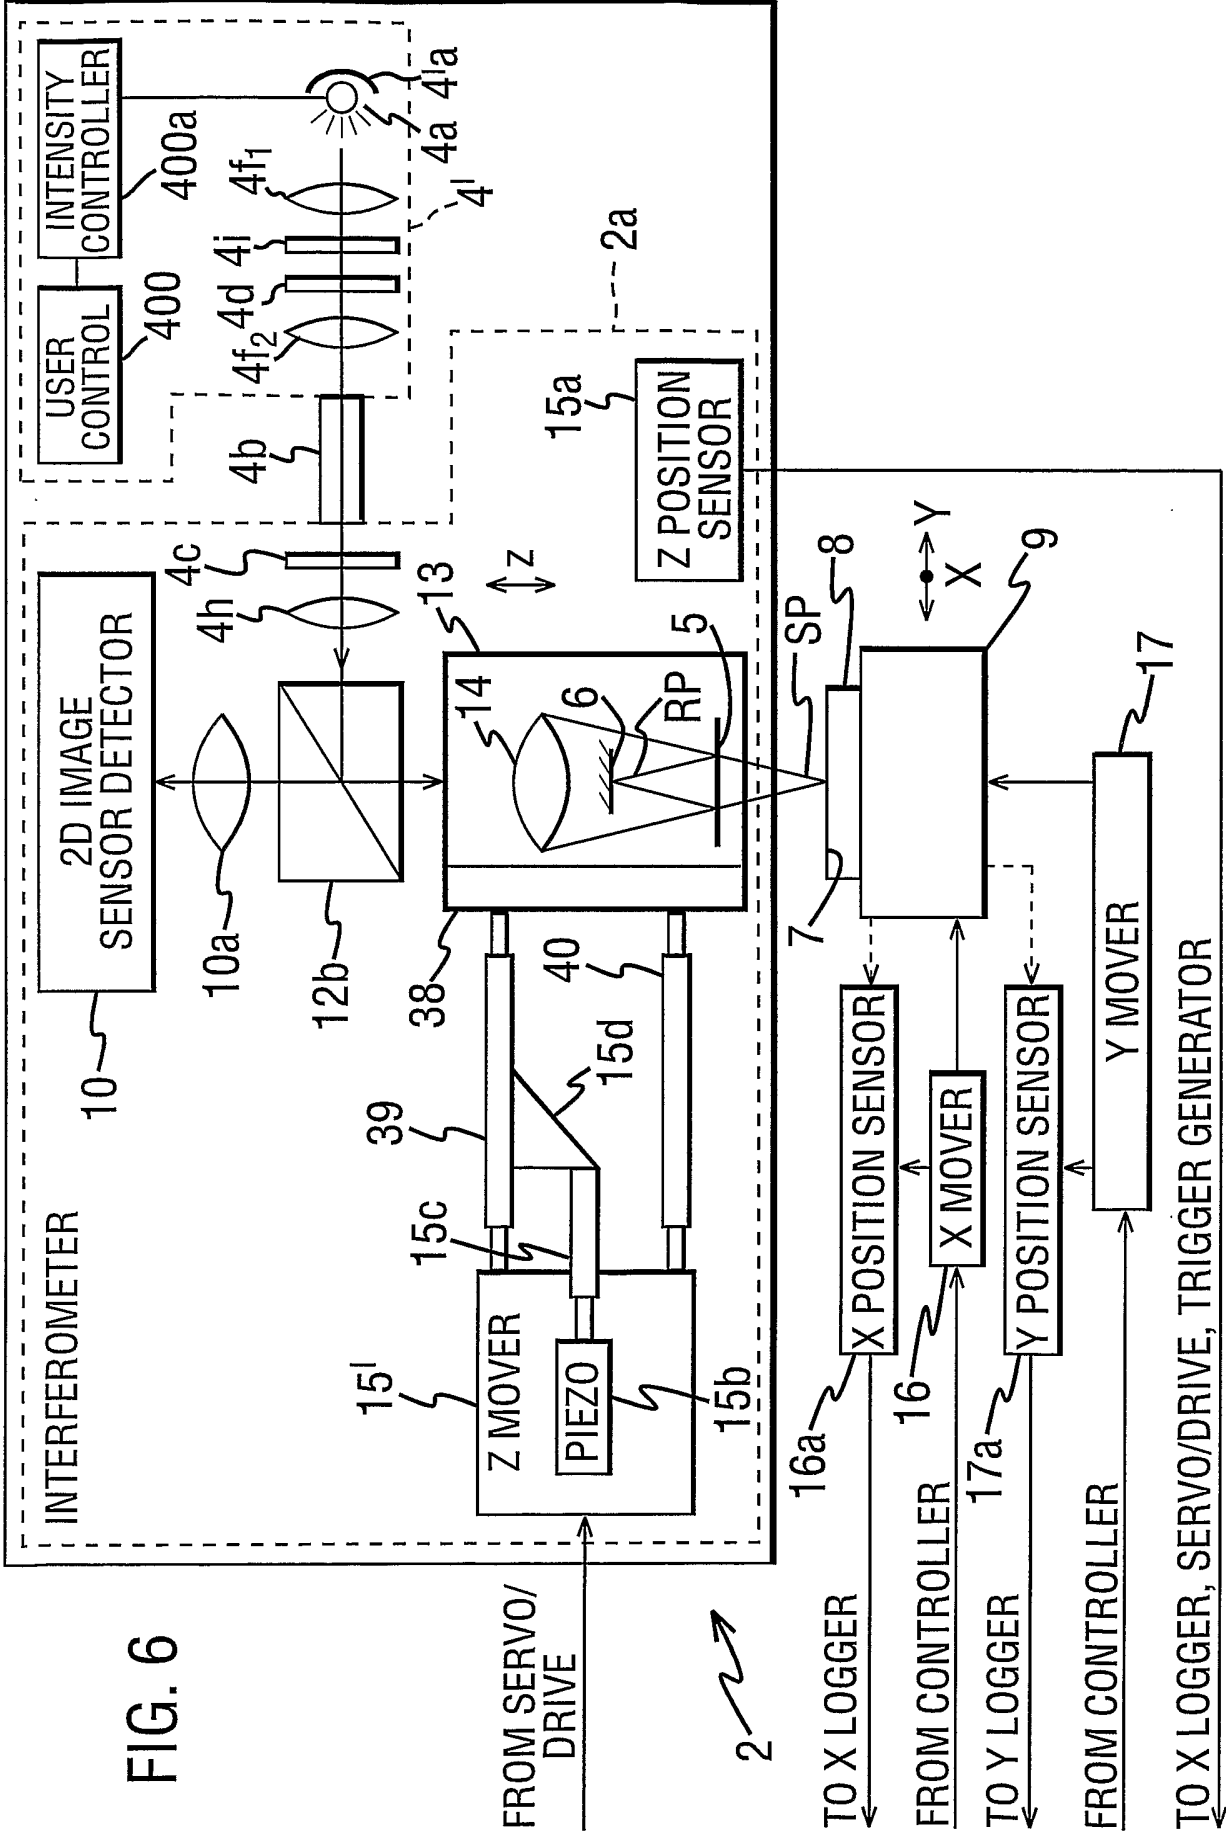 FIG. 6
INTERFEROMETER
10
2D IMAGE
SENSOR DETECTOR
USER
CONTROL
INTENSITY
CONTROLLER
400
400a
10a
4h
4c
4b
4f2
4d
4i
4f1
4a
4'a
4'
12b
39
38
13
14
Z
2a
FROM SERVO/
DRIVE
15'
Z MOVER
PIEZO
15b
15c
15d
40
6
RP
5
15a
Z POSITION
SENSOR
2
SP
7
8
16a
X POSITION SENSOR
TO X LOGGER
16
X MOVER
FROM CONTROLLER
Y
X
9
17a
Y POSITION SENSOR
TO Y LOGGER
Y MOVER
17
FROM CONTROLLER
TO X LOGGER, SERVO/DRIVE, TRIGGER GENERATOR